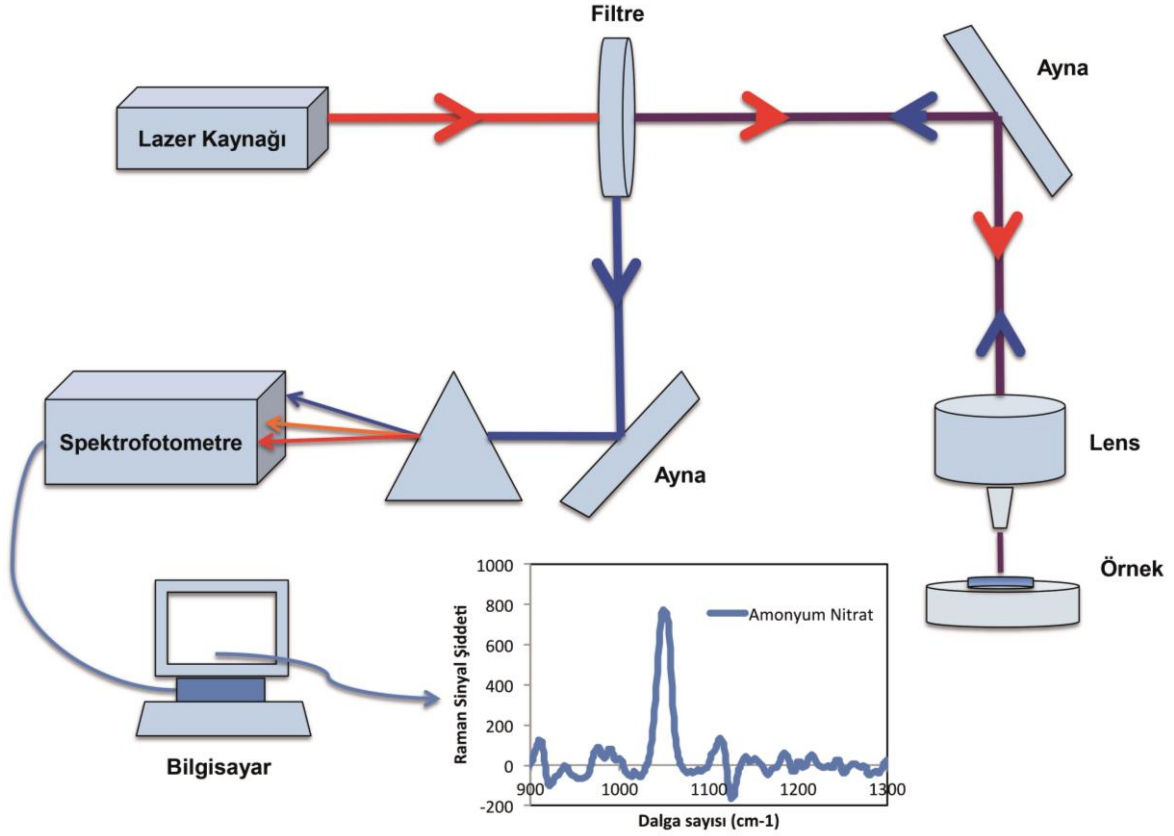 Filtre
Ayna
Lazer Kaynağı
Spektrofotometre
Ayna
Lens
Örnek
Bilgisayar
1000
800
600
400
200
0
-200
Raman Sinyal Şiddeti
Amonyum Nitrat
900 1000 1100 1200 1300
Dalga sayısı (cm-1)